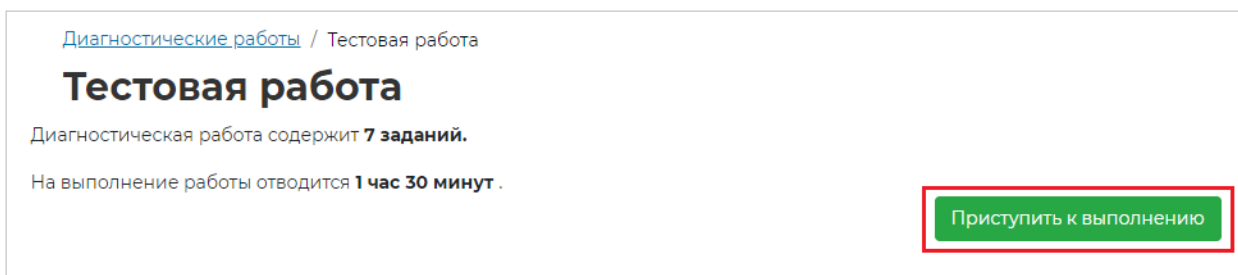 Диагностические работы / Тестовая работа
Тестовая работа
Диагностическая работа содержит 7 заданий.
На выполнение работы отводится 1 час 30 минут .
Приступить к выполнению